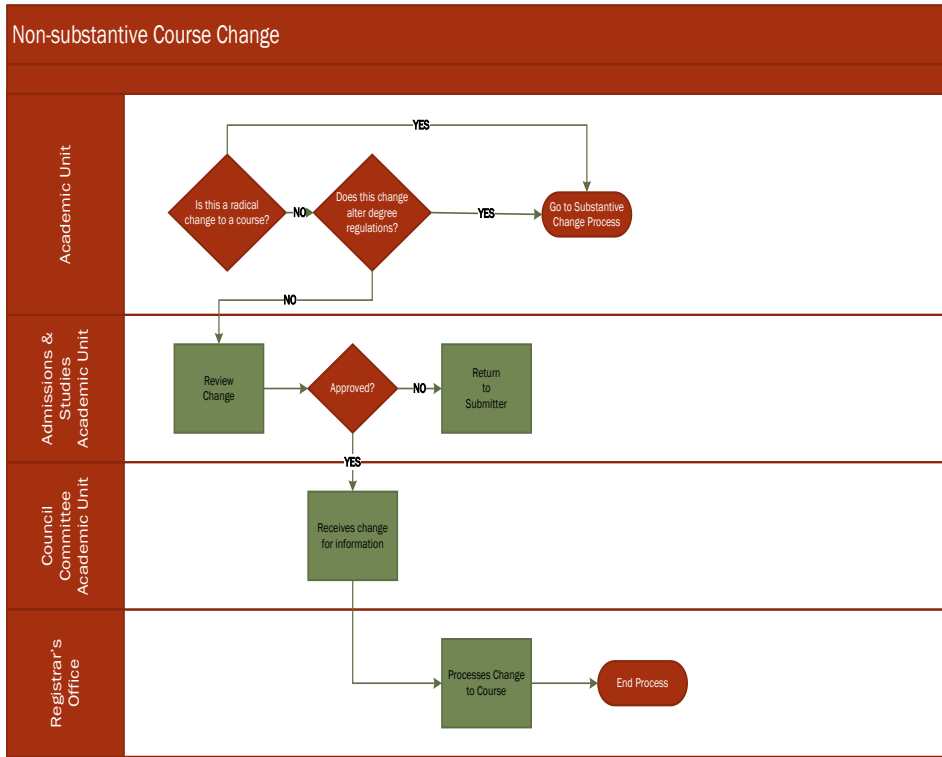 Non-substantive Course Change
Academic Unit
YES
Is this a radical
change to a course?
NO
Does this change
alter degree
regulations?
YES
Go to Substantive
Change Process
NO
Admissions &
Studies
Academic Unit
Review
Change
Approved?
NO
Return
to
Submitter
YES
Council
Committee
Academic Unit
Receives change
for information
Registrar's
Office
Processes Change
to Course
End Process